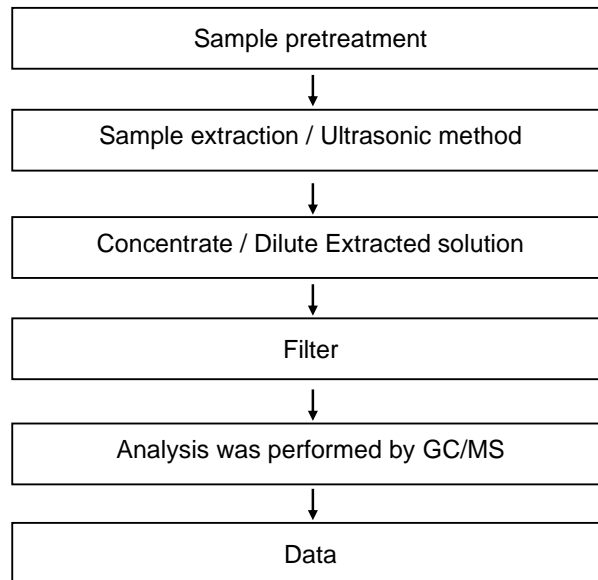 Sample pretreatment
Sample extraction / Ultrasonic method
Concentrate / Dilute Extracted solution
Filter
Analysis was performed by GC/MS
Data